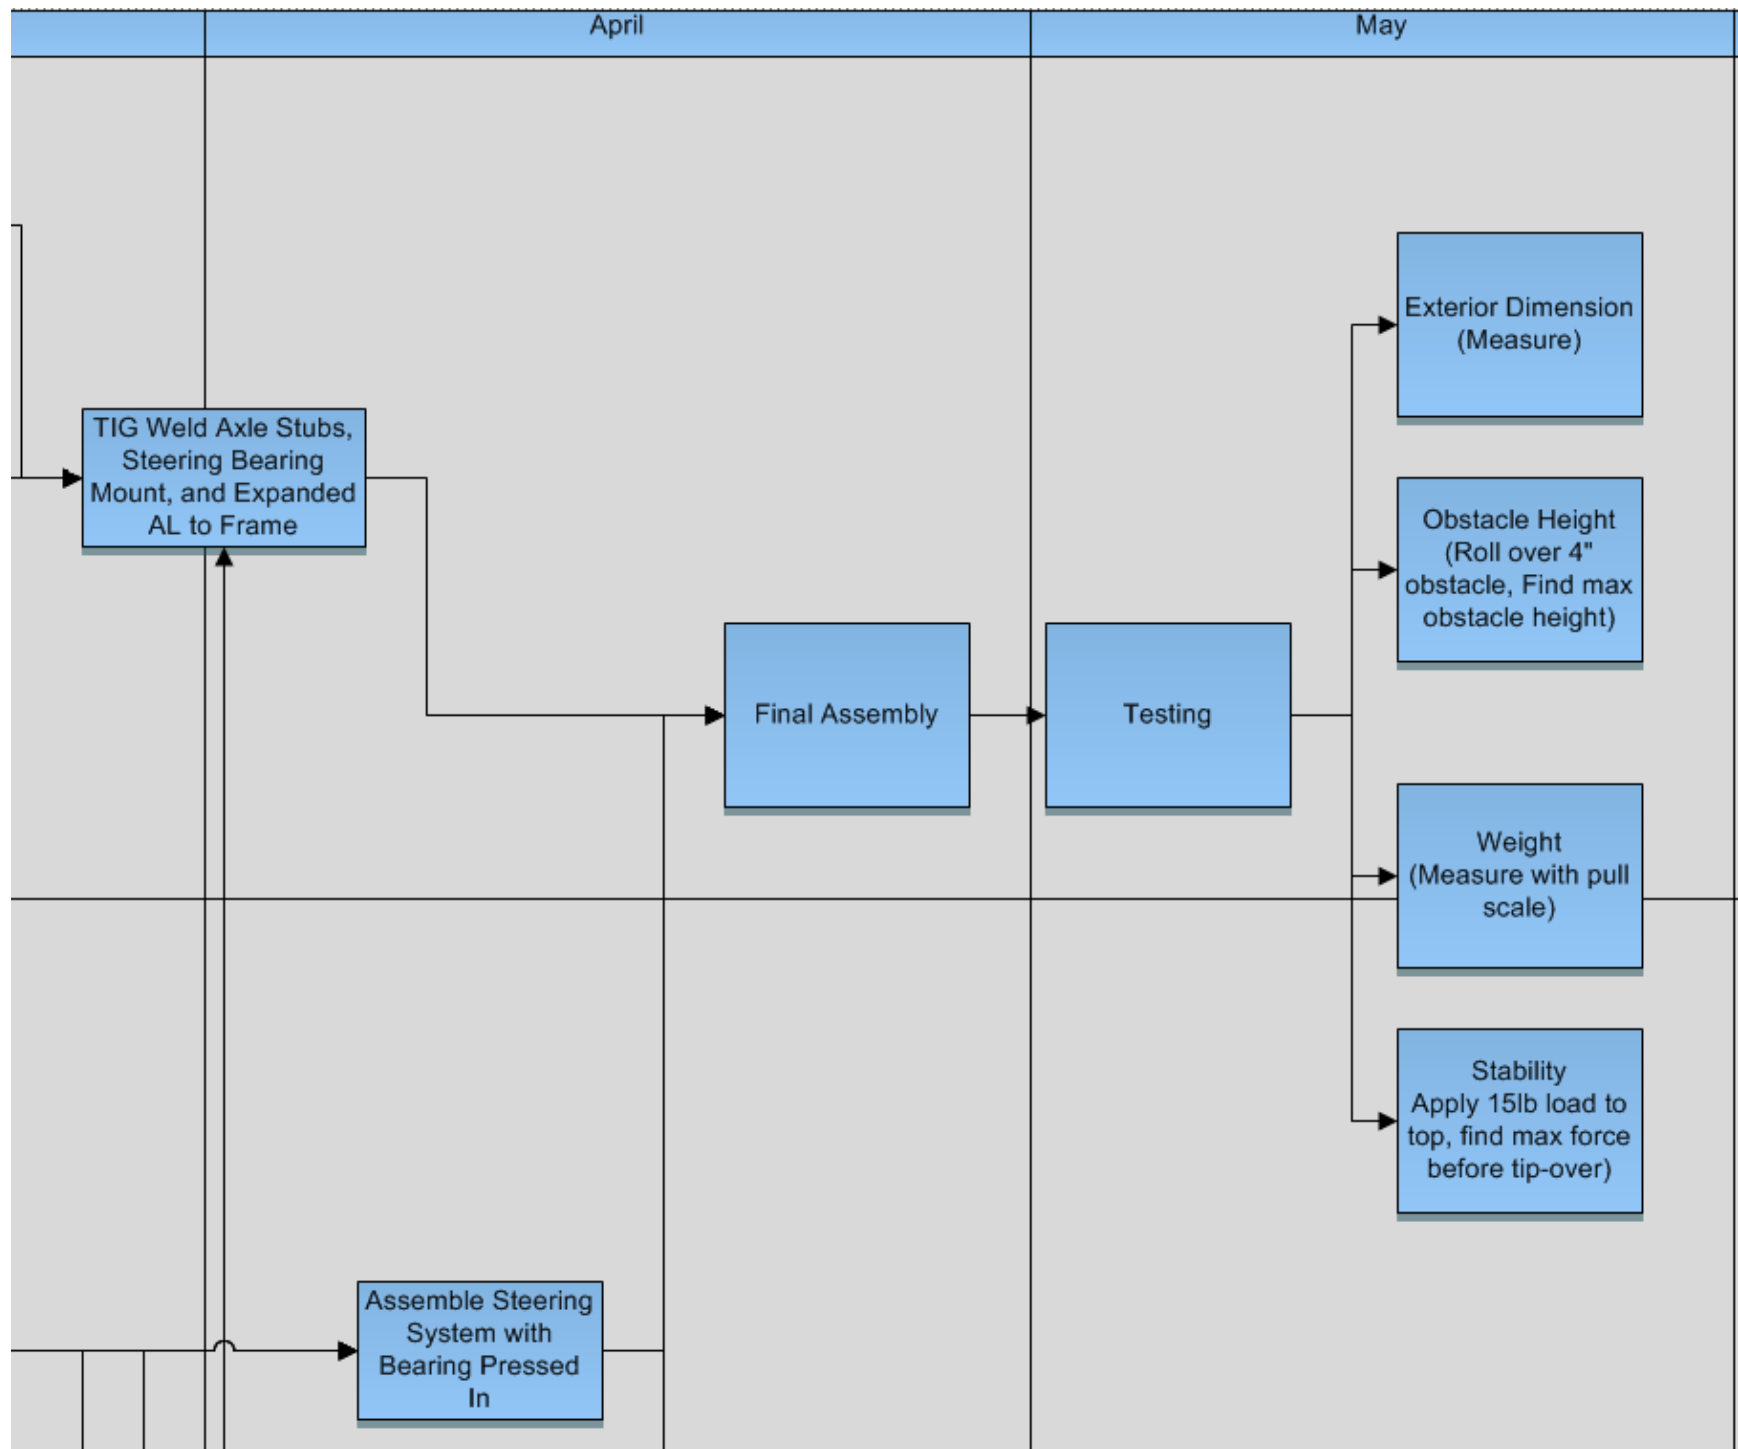 April
May
TIG Weld Axle Stubs,
Steering Bearing
Mount, and Expanded
AL to Frame
Final Assembly
Testing
Exterior Dimension
(Measure)
Obstacle Height
(Roll over 4"
obstacle, Find max
obstacle height)
Weight
(Measure with pull
scale)
Stability
Apply 15lb load to
top, find max force
before tip-over)
Assemble Steering
System with
Bearing Pressed
In